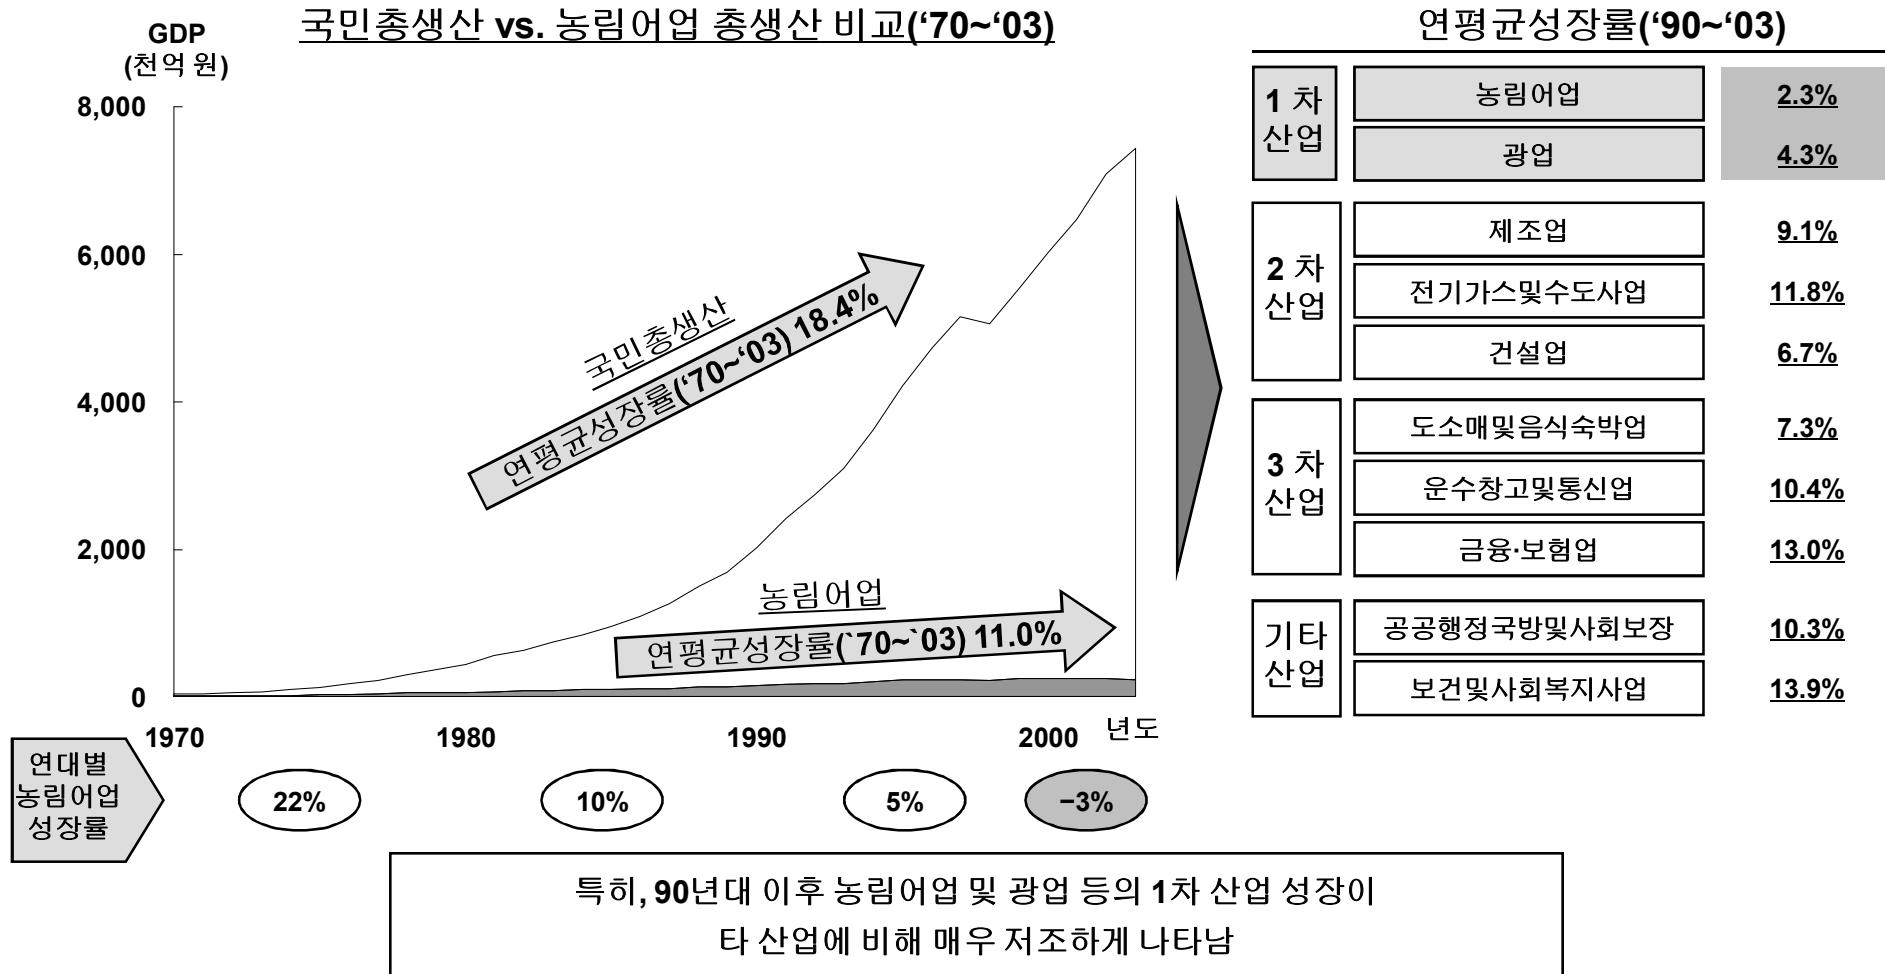 국민총생산 vs. 농림어업 총생산 비교(‘70~‘03)
GDP
(천억 원)
8,000
6,000
4,000
2,000
0
국민총생산
연평균성장률(‘70~‘03) 18.4%
농림어업
연평균성장률(`70~`03) 11.0%
1970
1980
1990
2000
년도
연대별
농림어업
성장률
22%
10%
5%
−3%
연평균성장률(‘90~‘03)
1 차
산업
농림어업
2.3%
광업
4.3%
2 차
산업
제조업
9.1%
전기가스및수도사업
11.8%
건설업
6.7%
3 차
산업
도소매및음식숙박업
7.3%
운수창고및통신업
10.4%
금융·보험업
13.0%
기타
산업
공공행정국방및사회보장
10.3%
보건및사회복지사업
13.9%
특히, 90년대 이후 농림어업 및 광업 등의 1차 산업 성장이
타 산업에 비해 매우 저조하게 나타남